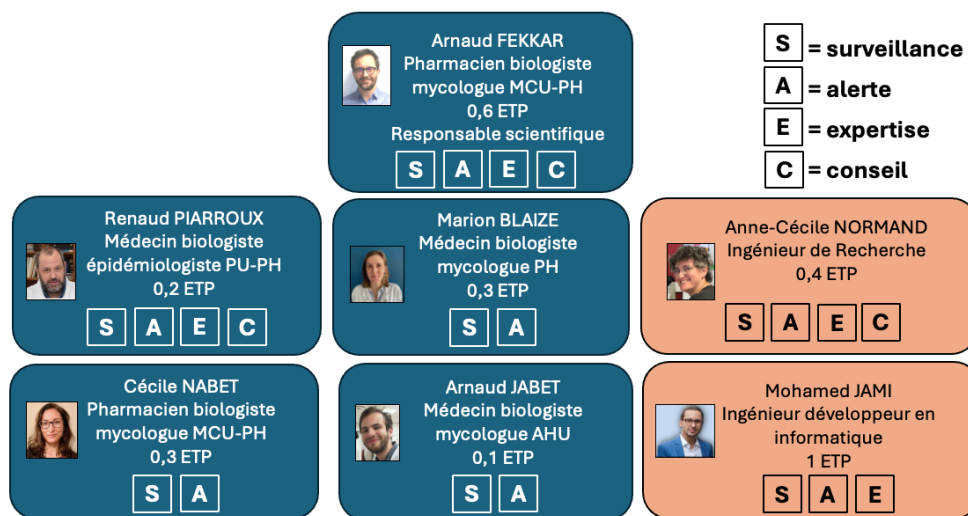 Arnaud FEKKAR
Pharmacien biologiste
mycologue MCU-PH
0,6 ETP
Responsable scientifique
S A E C
S = surveillance
A = alerte
E = expertise
C = conseil
Renaud PIARROUX
Médecin biologiste
épidémiologiste PU-PH
0,2 ETP
S A E C
Marion BLAIZE
Médecin biologiste
mycologue PH
0,3 ETP
S A
Anne-Cécile NORMAND
Ingénieur de Recherche
0,4 ETP
S A E C
Cécile NABET
Pharmacien biologiste
mycologue MCU-PH
0,3 ETP
S A
Arnaud JABET
Médecin biologiste
mycologue AHU
0,1 ETP
S A
Mohamed JAMI
Ingénieur développeur en
informatique
1 ETP
S A E